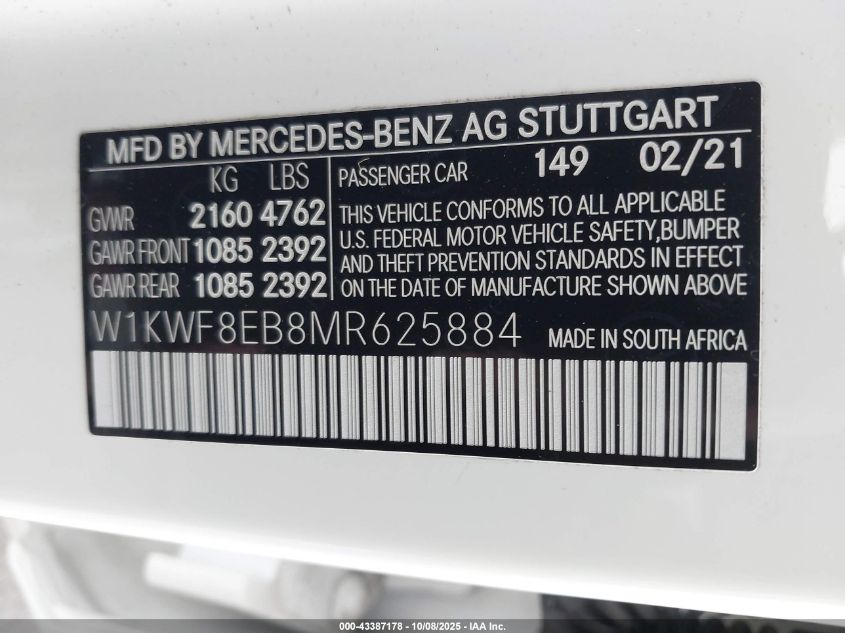 MFD BY MERCEDES-BENZ AG STUTTGART
KG LBS
GVWR 2160 4762
GAWR FRONT 1085 2392
GAWR REAR 1085 2392
PASSENGER CAR 149 02/21
THIS VEHICLE CONFORMS TO ALL APPLICABLE
U.S. FEDERAL MOTOR VEHICLE SAFETY,BUMPER
AND THEFT PREVENTION STANDARDS IN EFFECT
ON THE DATE OF MANUFACTURE SHOWN ABOVE
W1KWF8EB8MR625884 MADE IN SOUTH AFRICA
000-43387178 - 10/08/2025 - IAA Inc.